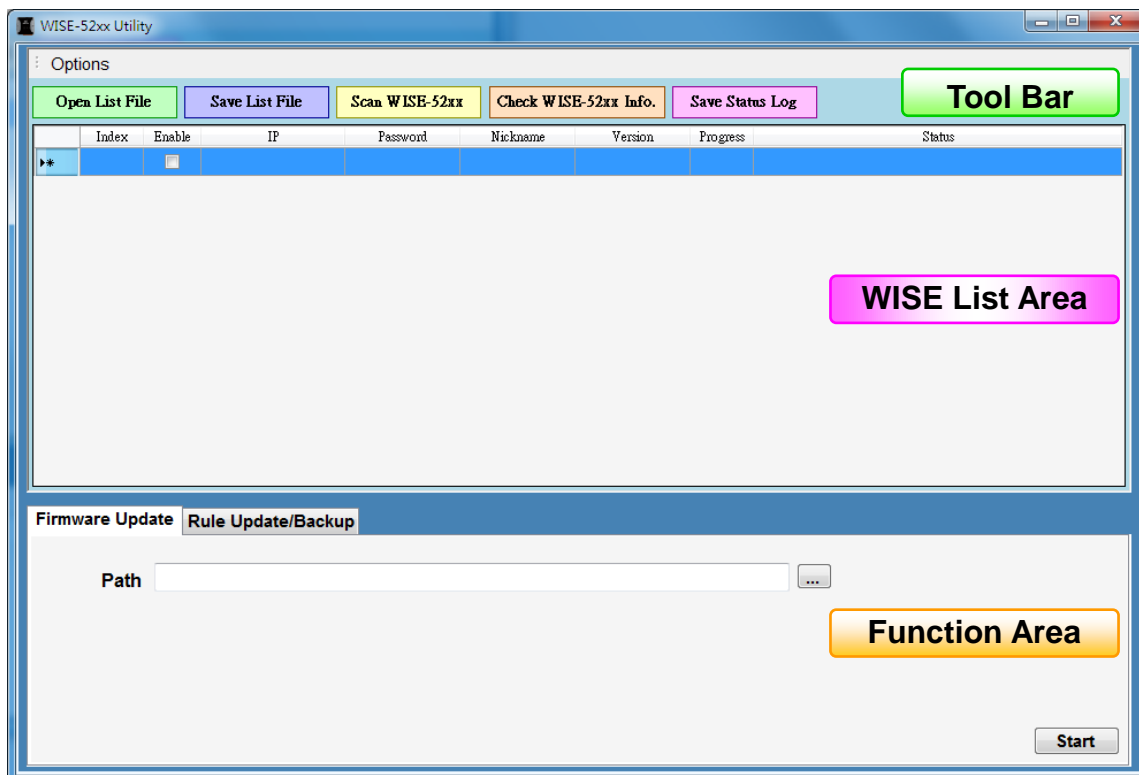 WISE-52xx Utility
Options
Open List File Save List File Scan WISE-52xx Check WISE-52xx Info. Save Status Log Tool Bar
Index Enable IP Password Nickname Version Progress Status
WISE List Area
Firmware Update Rule Update/Backup
Path ...
Function Area
Start